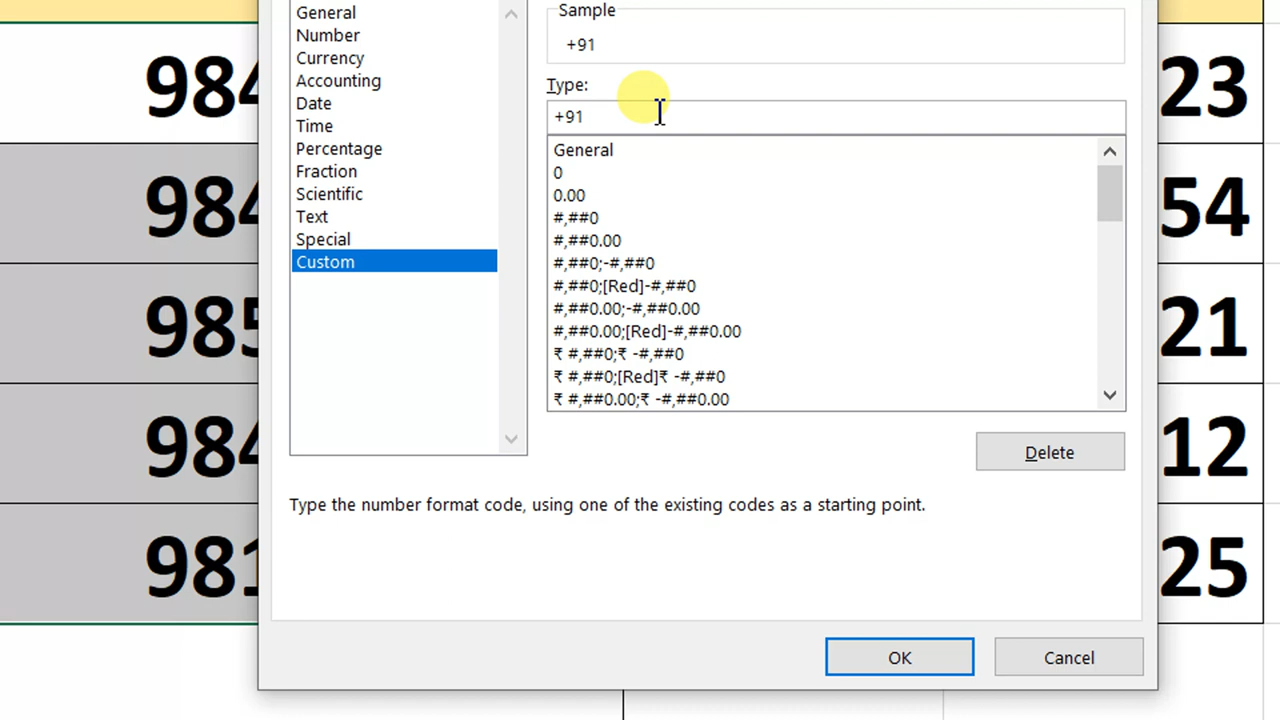 General
Number
Currency
Accounting
Date
Time
Percentage
Fraction
Scientific
Text
Special
Custom
Sample
+91
Type:
+91
General
0
0.00
#,##0
#,##0.00
#,##0;-#,##0
#,##0;[Red]-#,##0
#,##0.00;-#,##0.00
#,##0.00;[Red]-#,##0.00
₹ #,##0;₹ -#,##0
₹ #,##0;[Red]₹ -#,##0
₹ #,##0.00;₹ -#,##0.00
Delete
Type the number format code, using one of the existing codes as a starting point.
OK
Cancel
984
984
985
984
981
23
54
21
12
25